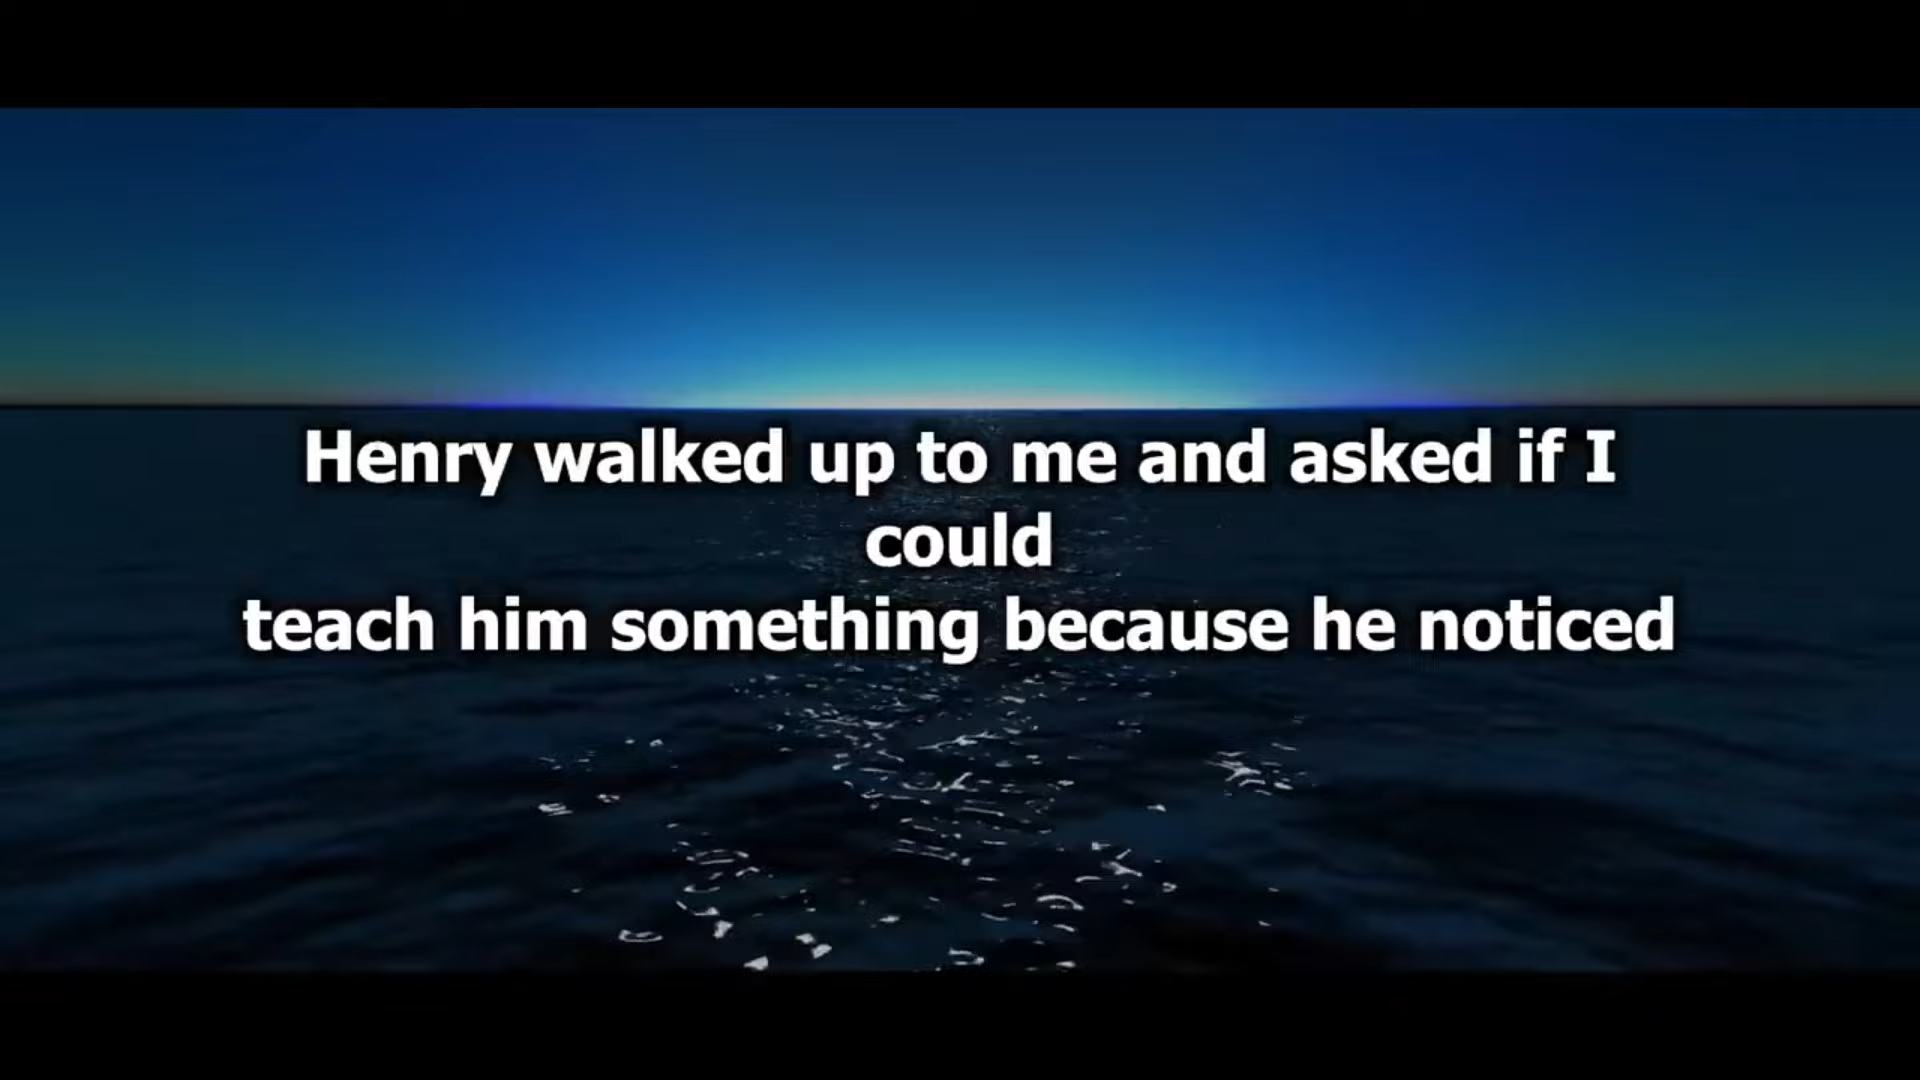 Henry walked up to me and asked if I
could
teach him something because he noticed